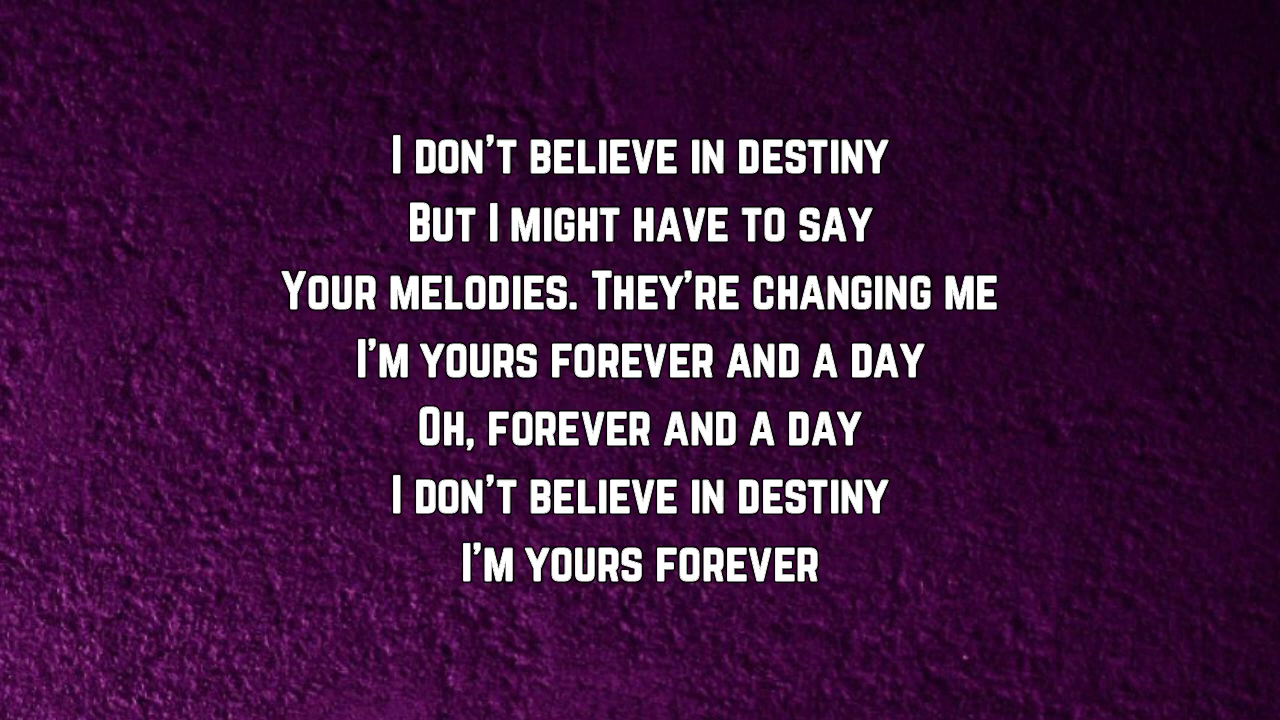 I don't believe in destiny
But I might have to say
Your melodies. They're changing me
I'm yours forever and a day
Oh, forever and a day
I don't believe in destiny
I'm yours forever